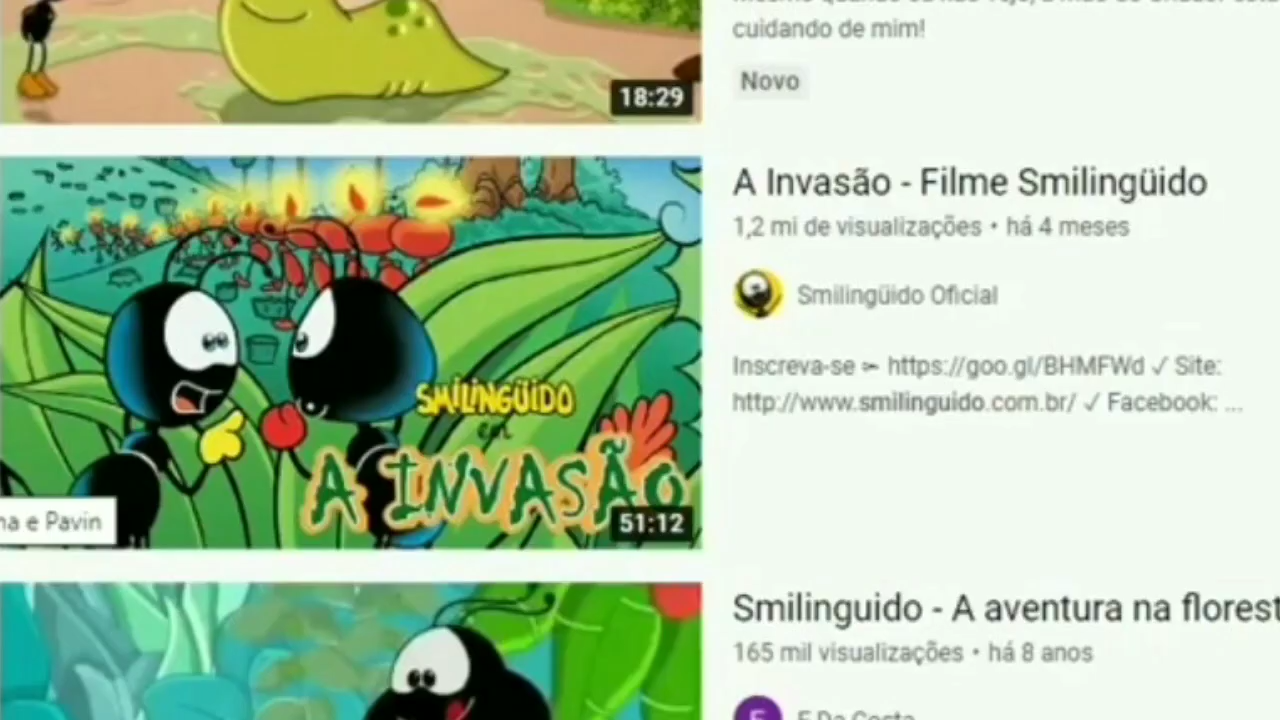 cuidando de mim!
Novo
18:29
A Invasão - Filme Smilingüido
1,2 mi de visualizações • há 4 meses
Smilingüido Oficial
Inscreva-se ➣ https://goo.gl/BHMFWd ✓ Site:
http://www.smilinguido.com.br/ ✓ Facebook: ...
SMILINGÜIDO
em
A INVASÃO
e Pavin
51:12
Smilinguido - A aventura na florest
165 mil visualizações • há 8 anos